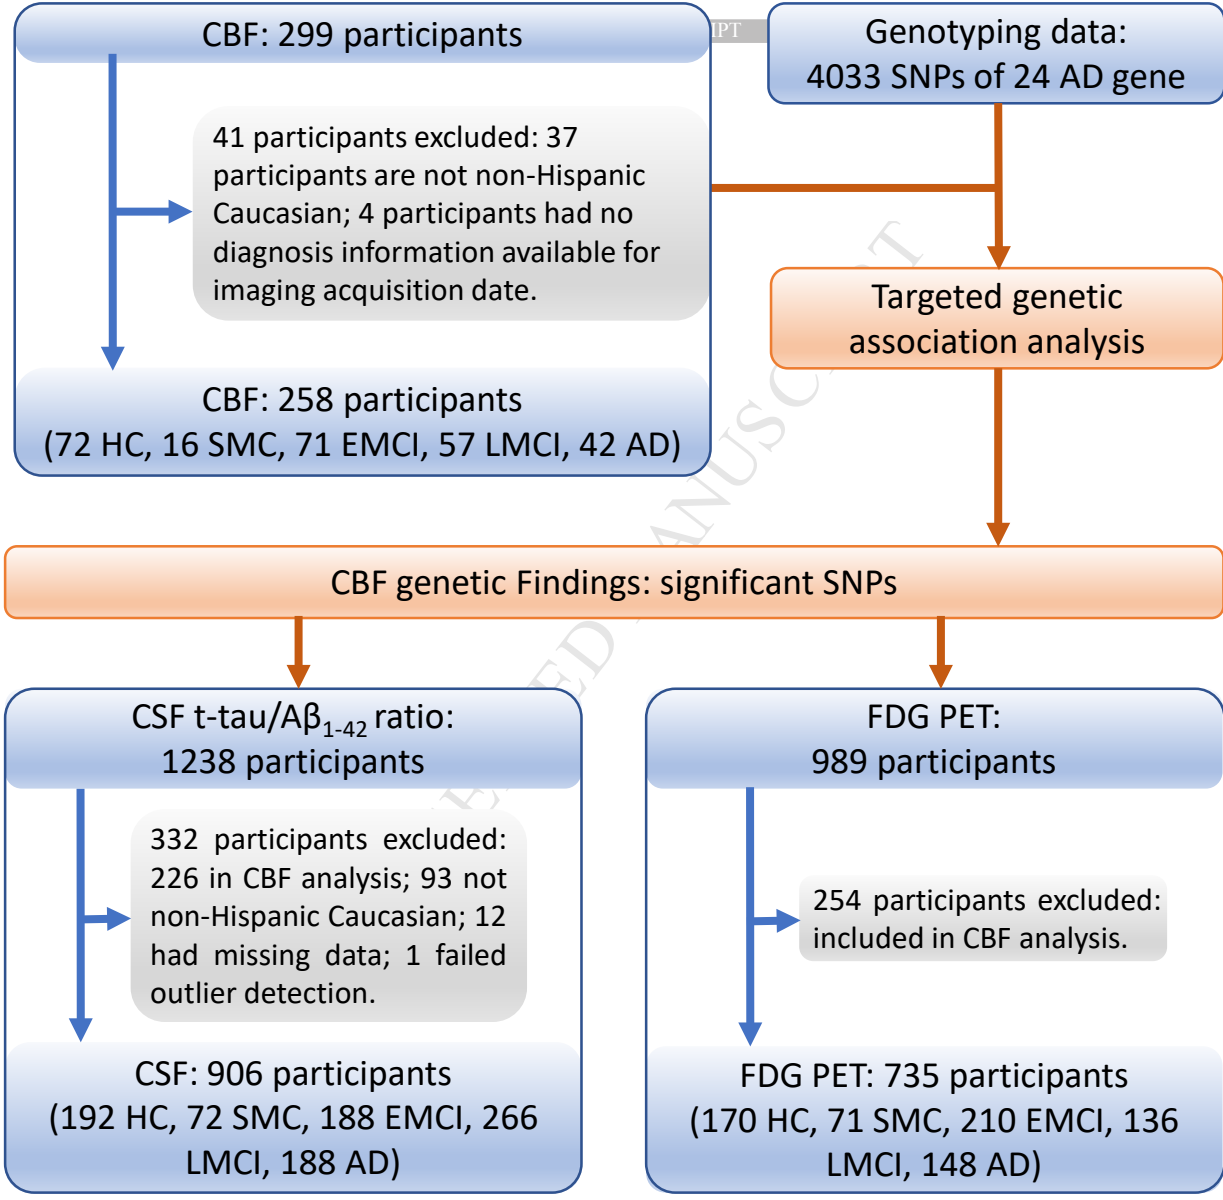 CBF: 299 participants
IPT
Genotyping data:
4033 SNPs of 24 AD gene
41 participants excluded: 37
participants are not non-Hispanic
Caucasian; 4 participants had no
diagnosis information available for
imaging acquisition date.
Targeted genetic
association analysis
CBF: 258 participants
(72 HC, 16 SMC, 71 EMCI, 57 LMCI, 42 AD)
CBF genetic Findings: significant SNPs
CSF t-tau/Aβ1-42 ratio:
1238 participants
332 participants excluded:
226 in CBF analysis; 93 not
non-Hispanic Caucasian; 12
had missing data; 1 failed
outlier detection.
CSF: 906 participants
(192 HC, 72 SMC, 188 EMCI, 266
LMCI, 188 AD)
FDG PET:
989 participants
254 participants excluded:
included in CBF analysis.
FDG PET: 735 participants
(170 HC, 71 SMC, 210 EMCI, 136
LMCI, 148 AD)